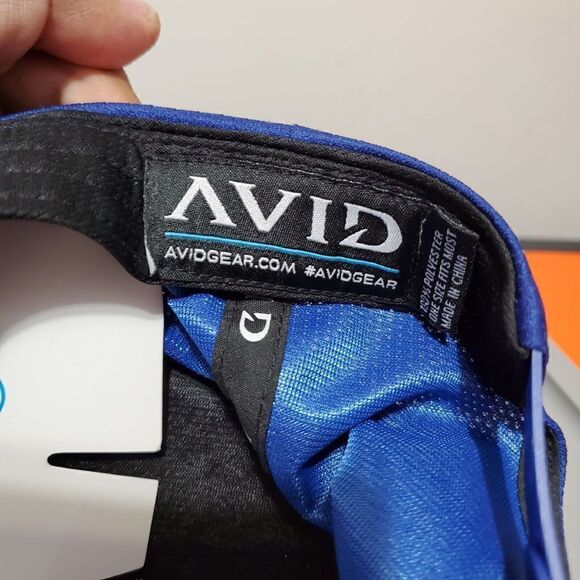 AVID
AVIDGEAR.COM #AVIDGEAR
100% POLYESTER
ONE SIZE FITS MOST
MADE IN CHINA
D